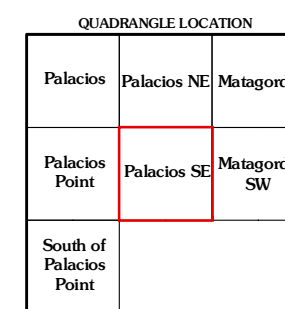 QUADRANGLE LOCATION
Palacios
Palacios NE
Matagord
Palacios
Point
Palacios SE
Matagord
SW
South of
Palacios
Point